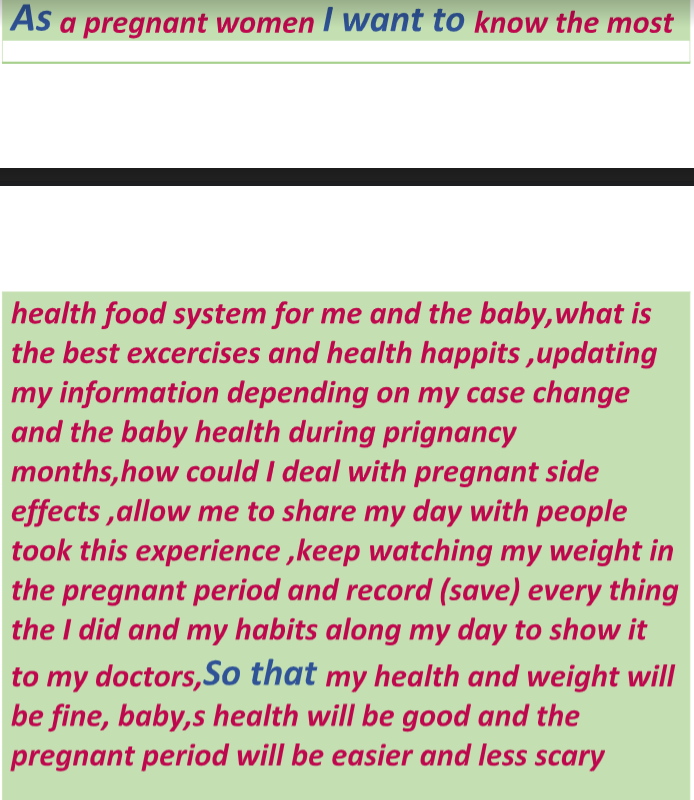 As a pregnant women I want to know the most
health food system for me and the baby,what is
the best excercises and health happits ,updating
my information depending on my case change
and the baby health during prignancy
months,how could I deal with pregnant side
effects ,allow me to share my day with people
took this experience ,keep watching my weight in
the pregnant period and record (save) every thing
the I did and my habits along my day to show it
to my doctors,So that my health and weight will
be fine, baby,s health will be good and the
pregnant period will be easier and less scary